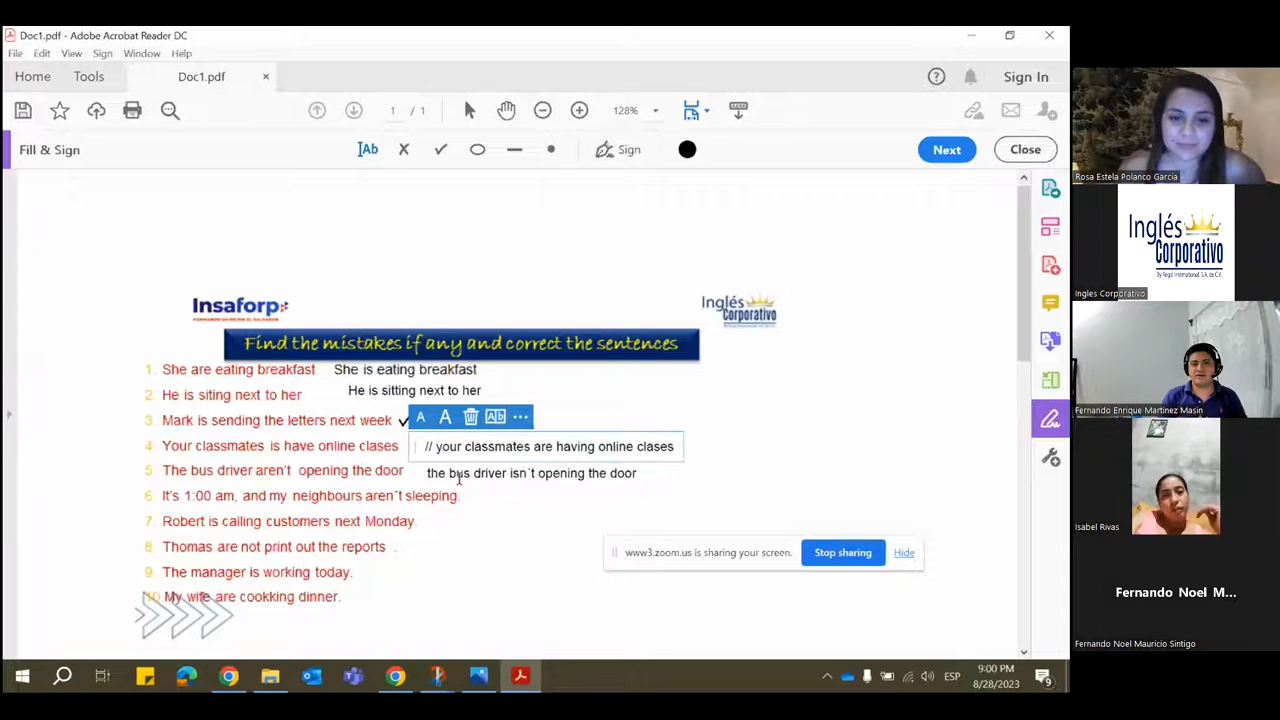 Doc1.pdf - Adobe Acrobat Reader DC
File Edit View Sign Window Help
Home Tools Doc1.pdf × Sign In
1 / 1 128%
Fill & Sign Ab Sign Next Close
Insaforp
Inglés
Corporativo
Find the mistakes if any and correct the sentences
1. She are eating breakfast She is eating breakfast
2. He is siting next to her He is sitting next to her
3. Mark is sending the letters next week
A A Ab ...
4. Your classmates is have online clases // your classmates are having online clases
5. The bus driver aren't opening the door the bus driver isn´t opening the door
6. It's 1:00 am, and my neighbours aren´t sleeping.
7. Robert is calling customers next Monday.
8. Thomas are not print out the reports .
9. The manager is working today.
10. My wife are cookking dinner.
www3.zoom.us is sharing your screen. Stop sharing Hide
ESP
9:00 PM
8/28/2023
9
Rosa Estela Polanco Garcia
Inglés
Corporativo
By Regal International, S.A. de C.V.
Ingles Corporativo
Fernando Enrique Martinez Masin
Isabel Rivas
Fernando Noel M...
Fernando Noel Mauricio Sintigo